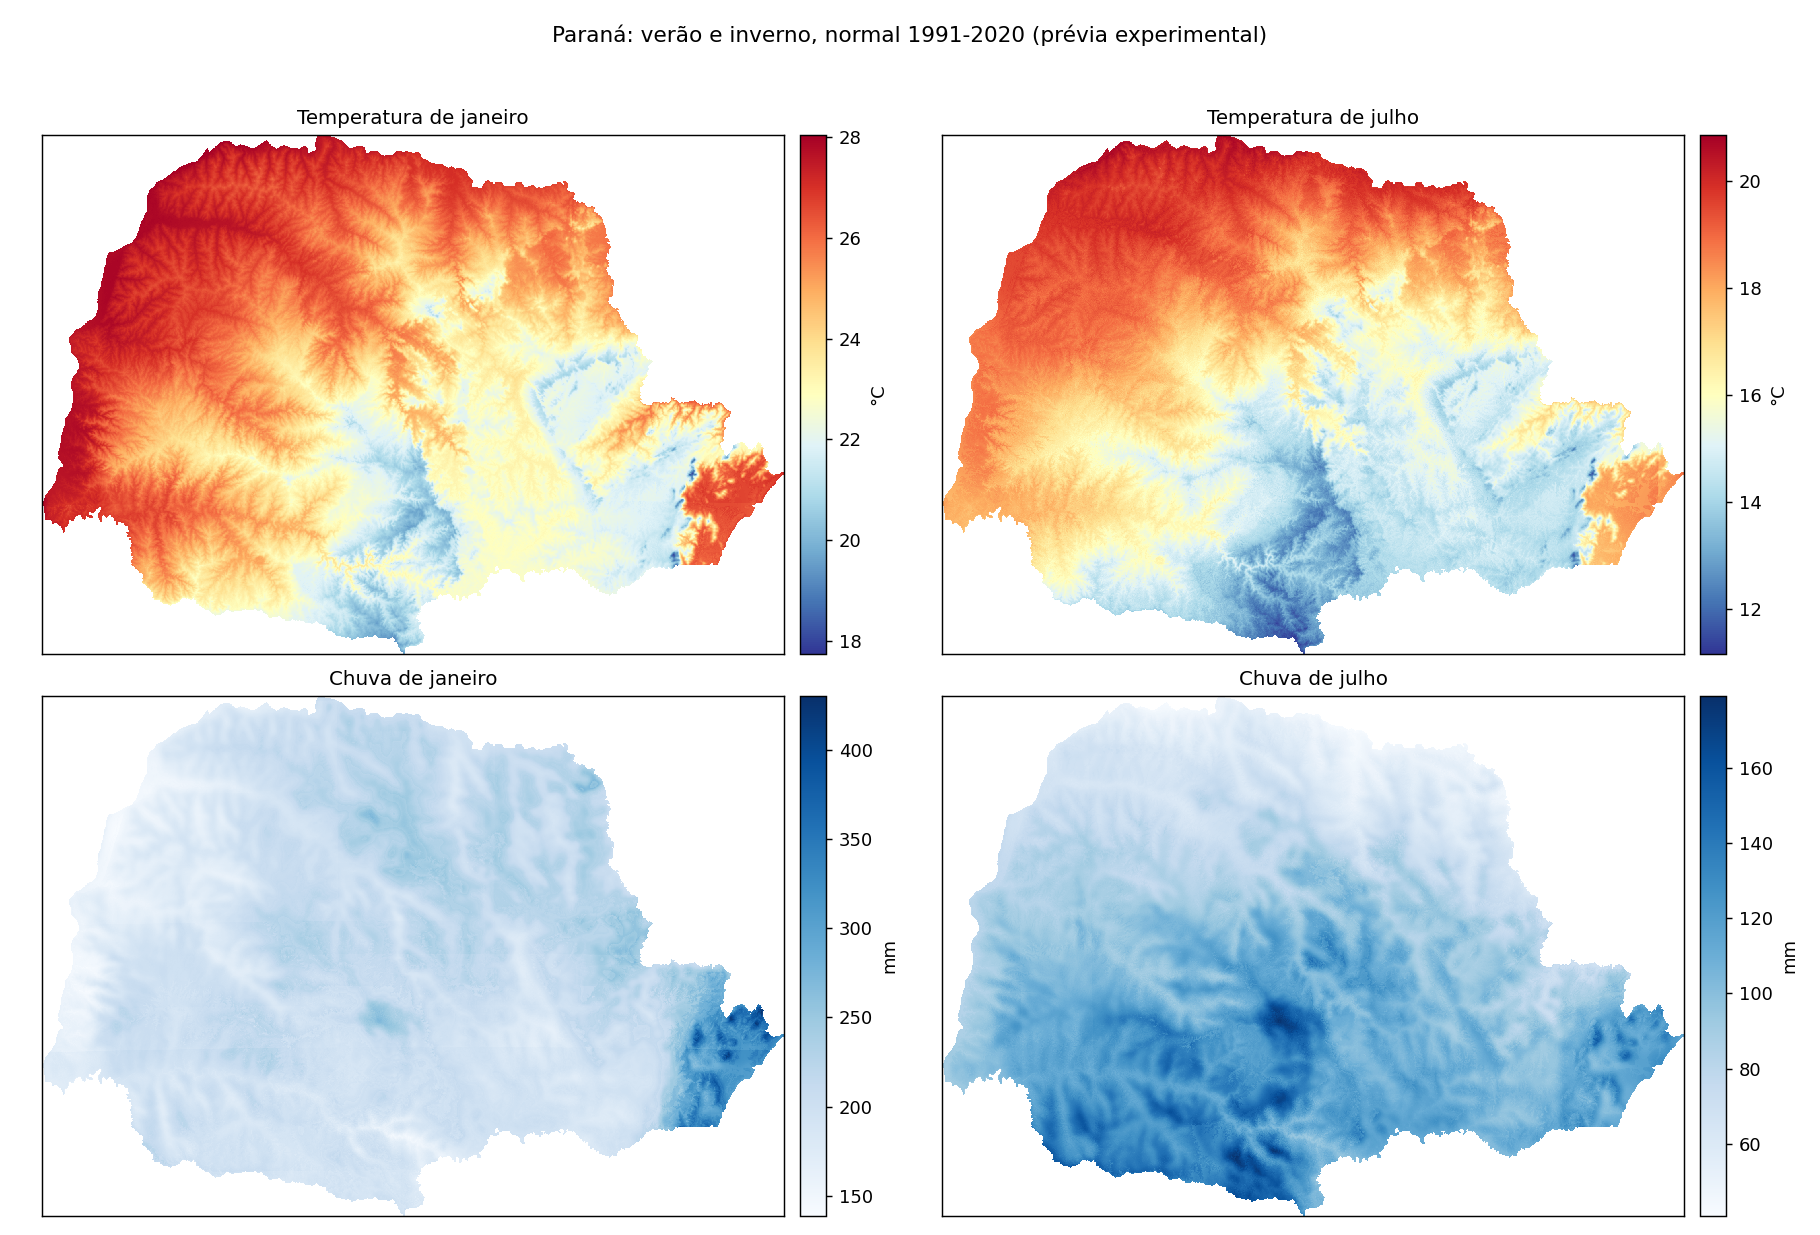 Paraná: verão e inverno, normal 1991-2020 (prévia experimental)
Temperatura de janeiro
28
26
24
22
20
18
°C
Temperatura de julho
20
18
16
14
12
°C
Chuva de janeiro
400
350
300
250
200
150
mm
Chuva de julho
160
140
120
100
80
60
mm